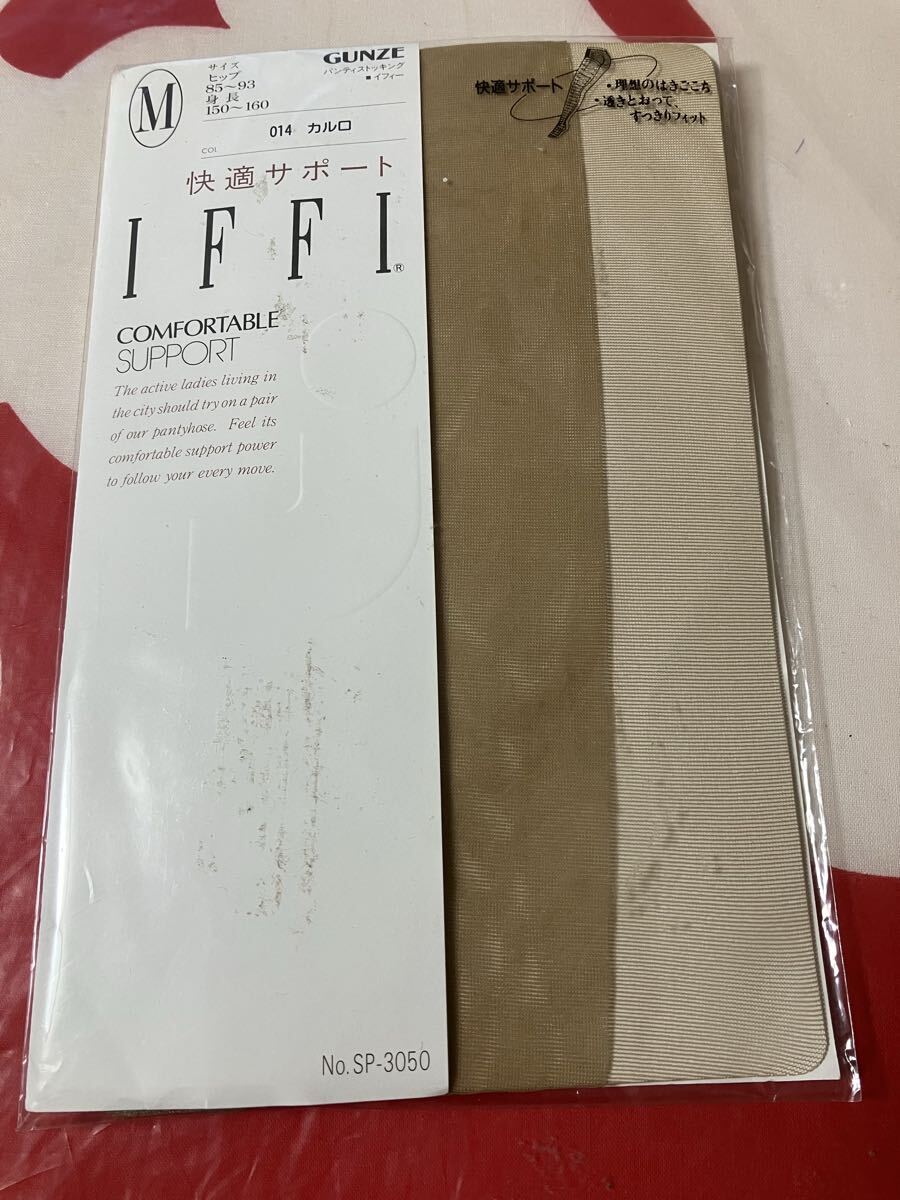 M
サイズ
ヒップ
85〜93
身長
150〜160
GUNZE
パンティストッキング
■イフィー
COL
014 カルロ
快適サポート
IFFI®
COMFORTABLE
SUPPORT
The active ladies living in
the city should try on a pair
of our pantyhose. Feel its
comfortable support power
to follow your every move.
No. SP-3050
快適サポート
・理想のはきごこち
・透きとおって、
すっきりフィット